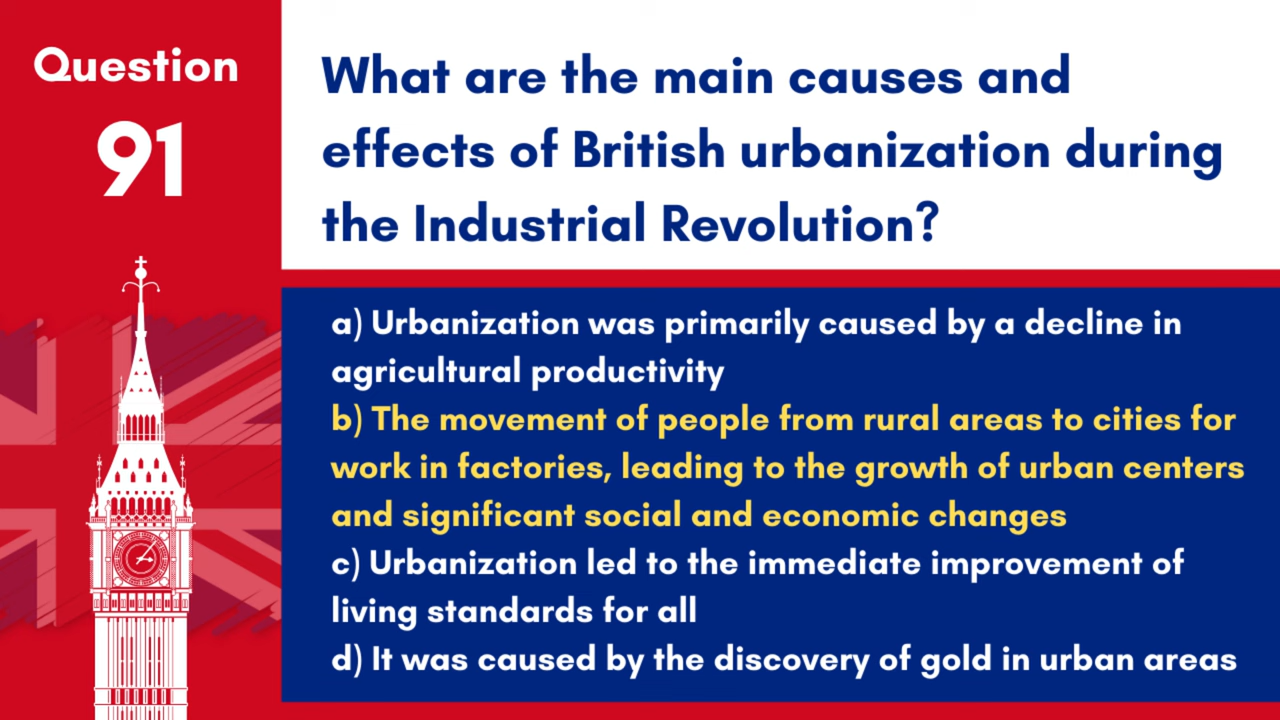 Question
91
What are the main causes and
effects of British urbanization during
the Industrial Revolution?
a) Urbanization was primarily caused by a decline in
agricultural productivity
b) The movement of people from rural areas to cities for
work in factories, leading to the growth of urban centers
and significant social and economic changes
c) Urbanization led to the immediate improvement of
living standards for all
d) It was caused by the discovery of gold in urban areas